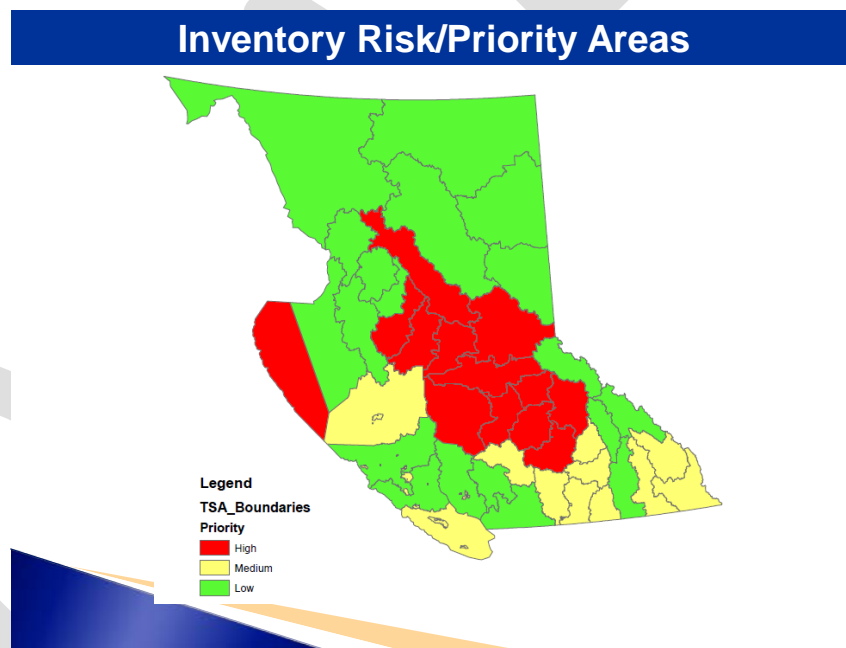 Inventory Risk/Priority Areas
Legend
TSA_Boundaries
Priority
High
Medium
Low